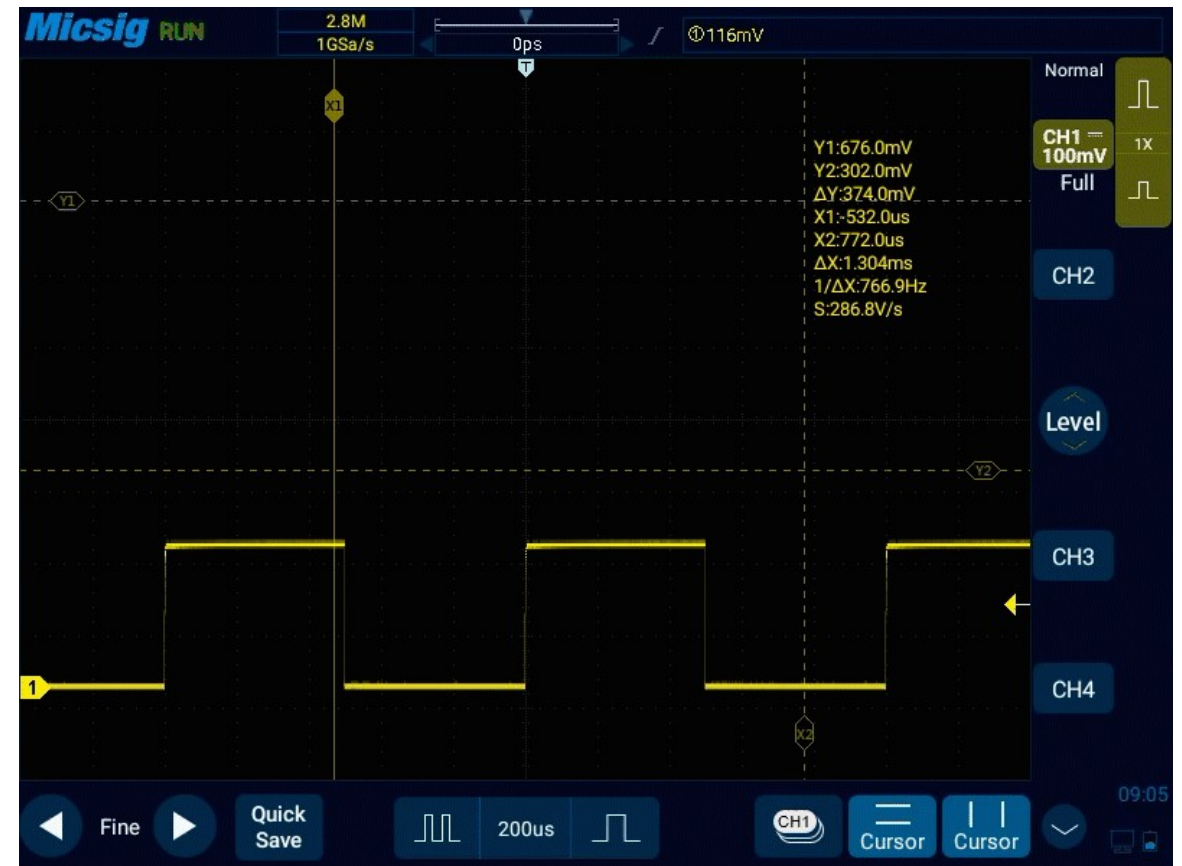 Micsig RUN
2.8M
1GSa/s
0ps
①116mV
T
X1
Normal
CH1
100mV
1X
Full
Y1:676.0mV
Y2:302.0mV
ΔY:374.0mV
X1:-532.0us
X2:772.0us
ΔX:1.304ms
1/ΔX:766.9Hz
S:286.8V/s
Y1
CH2
Level
Y2
CH3
1
CH4
X2
Fine
Quick
Save
200us
CH1
Cursor
Cursor
09:05